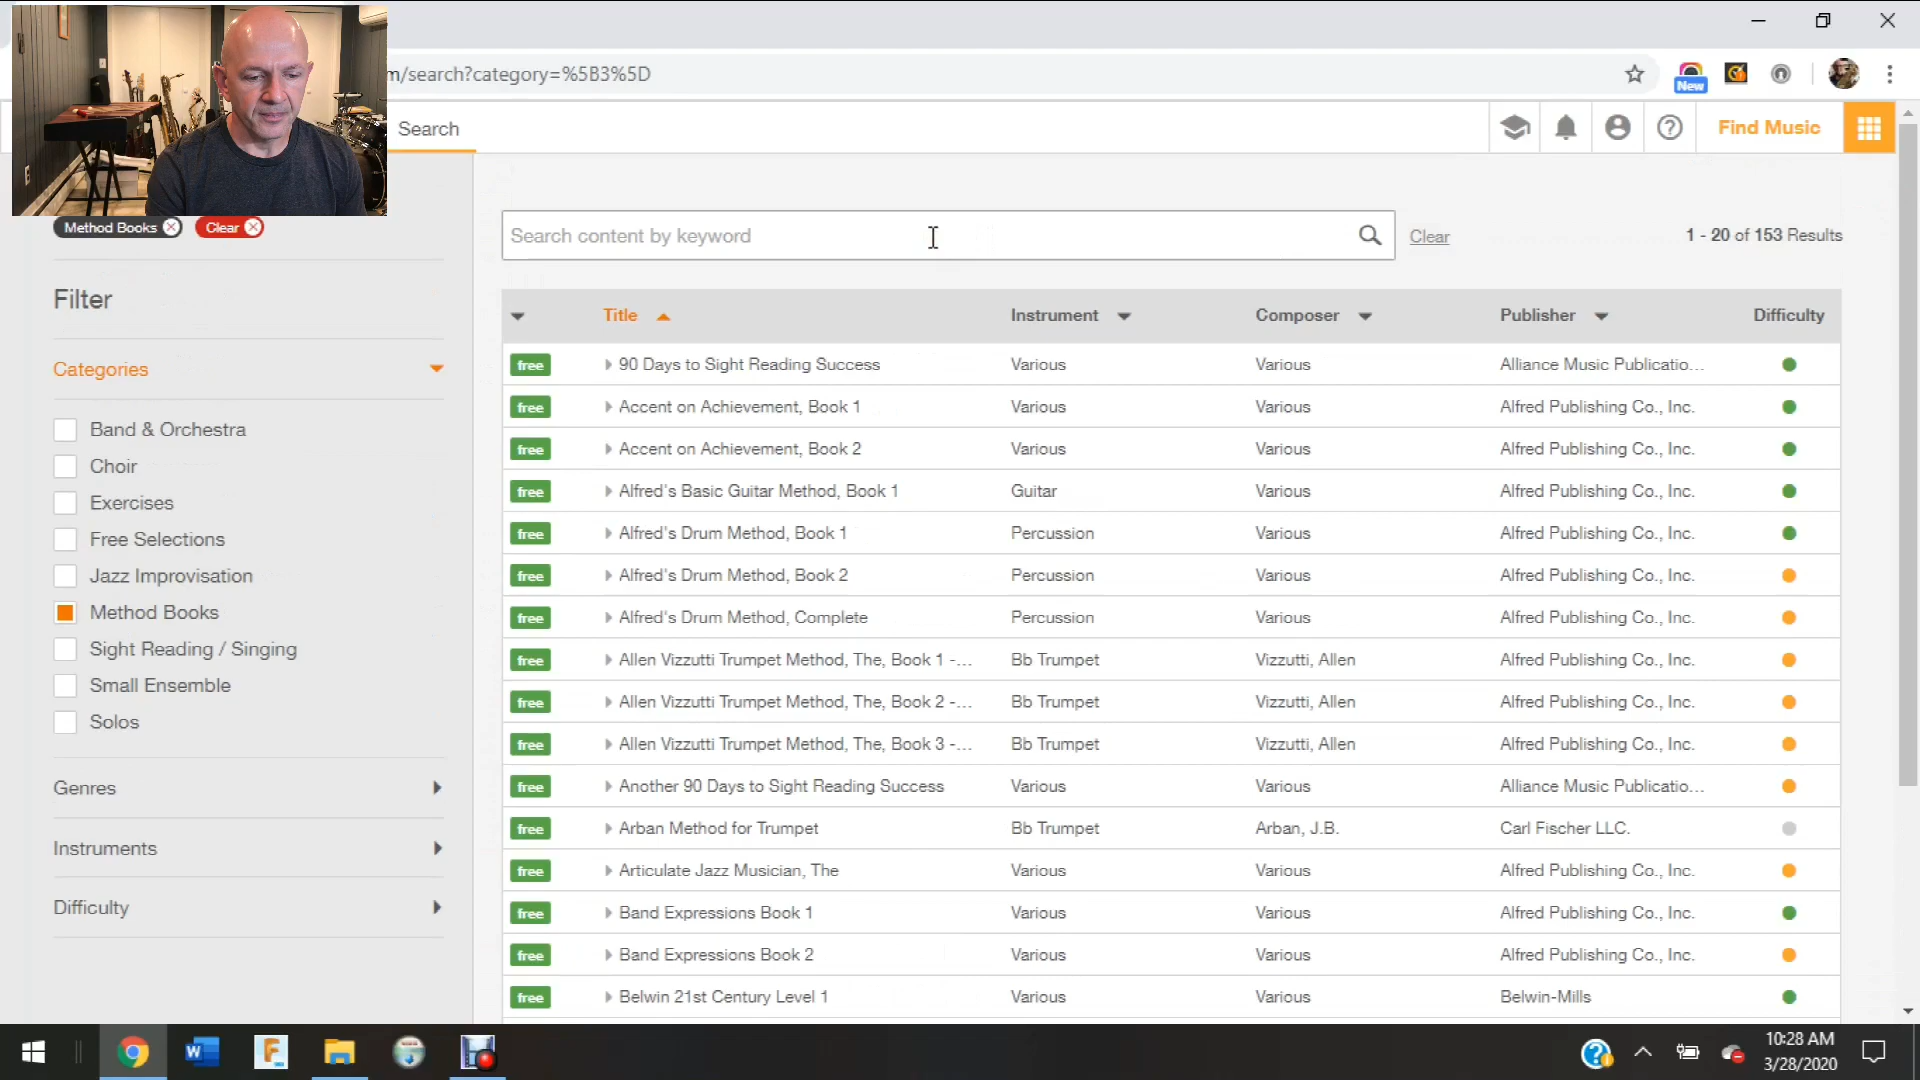 m/search?category=%5B3%5D
New
Search
Find Music
Method Books
Clear
Search content by keyword
Clear
1 - 20 of 153 Results
Filter
Categories
Band & Orchestra
Choir
Exercises
Free Selections
Jazz Improvisation
Method Books
Sight Reading / Singing
Small Ensemble
Solos
Genres
Instruments
Difficulty
Title Instrument Composer Publisher Difficulty
free 90 Days to Sight Reading Success Various Various Alliance Music Publicatio...
free Accent on Achievement, Book 1 Various Various Alfred Publishing Co., Inc.
free Accent on Achievement, Book 2 Various Various Alfred Publishing Co., Inc.
free Alfred's Basic Guitar Method, Book 1 Guitar Various Alfred Publishing Co., Inc.
free Alfred's Drum Method, Book 1 Percussion Various Alfred Publishing Co., Inc.
free Alfred's Drum Method, Book 2 Percussion Various Alfred Publishing Co., Inc.
free Alfred's Drum Method, Complete Percussion Various Alfred Publishing Co., Inc.
free Allen Vizzutti Trumpet Method, The, Book 1 -... Bb Trumpet Vizzutti, Allen Alfred Publishing Co., Inc.
free Allen Vizzutti Trumpet Method, The, Book 2 -... Bb Trumpet Vizzutti, Allen Alfred Publishing Co., Inc.
free Allen Vizzutti Trumpet Method, The, Book 3 -... Bb Trumpet Vizzutti, Allen Alfred Publishing Co., Inc.
free Another 90 Days to Sight Reading Success Various Various Alliance Music Publicatio...
free Arban Method for Trumpet Bb Trumpet Arban, J.B. Carl Fischer LLC.
free Articulate Jazz Musician, The Various Various Alfred Publishing Co., Inc.
free Band Expressions Book 1 Various Various Alfred Publishing Co., Inc.
free Band Expressions Book 2 Various Various Alfred Publishing Co., Inc.
free Belwin 21st Century Level 1 Various Various Belwin-Mills
10:28 AM
3/28/2020